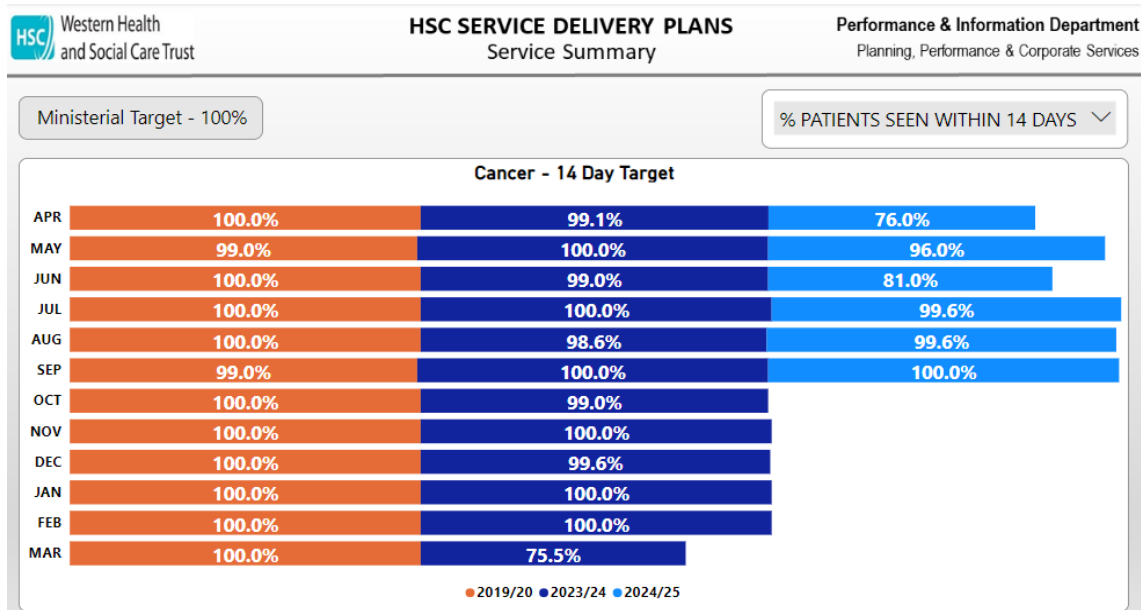 HSC Western Health and Social Care Trust
HSC SERVICE DELIVERY PLANS
Service Summary
Performance & Information Department
Planning, Performance & Corporate Services
Ministerial Target - 100%
% PATIENTS SEEN WITHIN 14 DAYS
Cancer - 14 Day Target
APR 100.0% 99.1% 76.0%
MAY 99.0% 100.0% 96.0%
JUN 100.0% 99.0% 81.0%
JUL 100.0% 100.0% 99.6%
AUG 100.0% 98.6% 99.6%
SEP 99.0% 100.0% 100.0%
OCT 100.0% 99.0%
NOV 100.0% 100.0%
DEC 100.0% 99.6%
JAN 100.0% 100.0%
FEB 100.0% 100.0%
MAR 100.0% 75.5%
2019/20 2023/24 2024/25